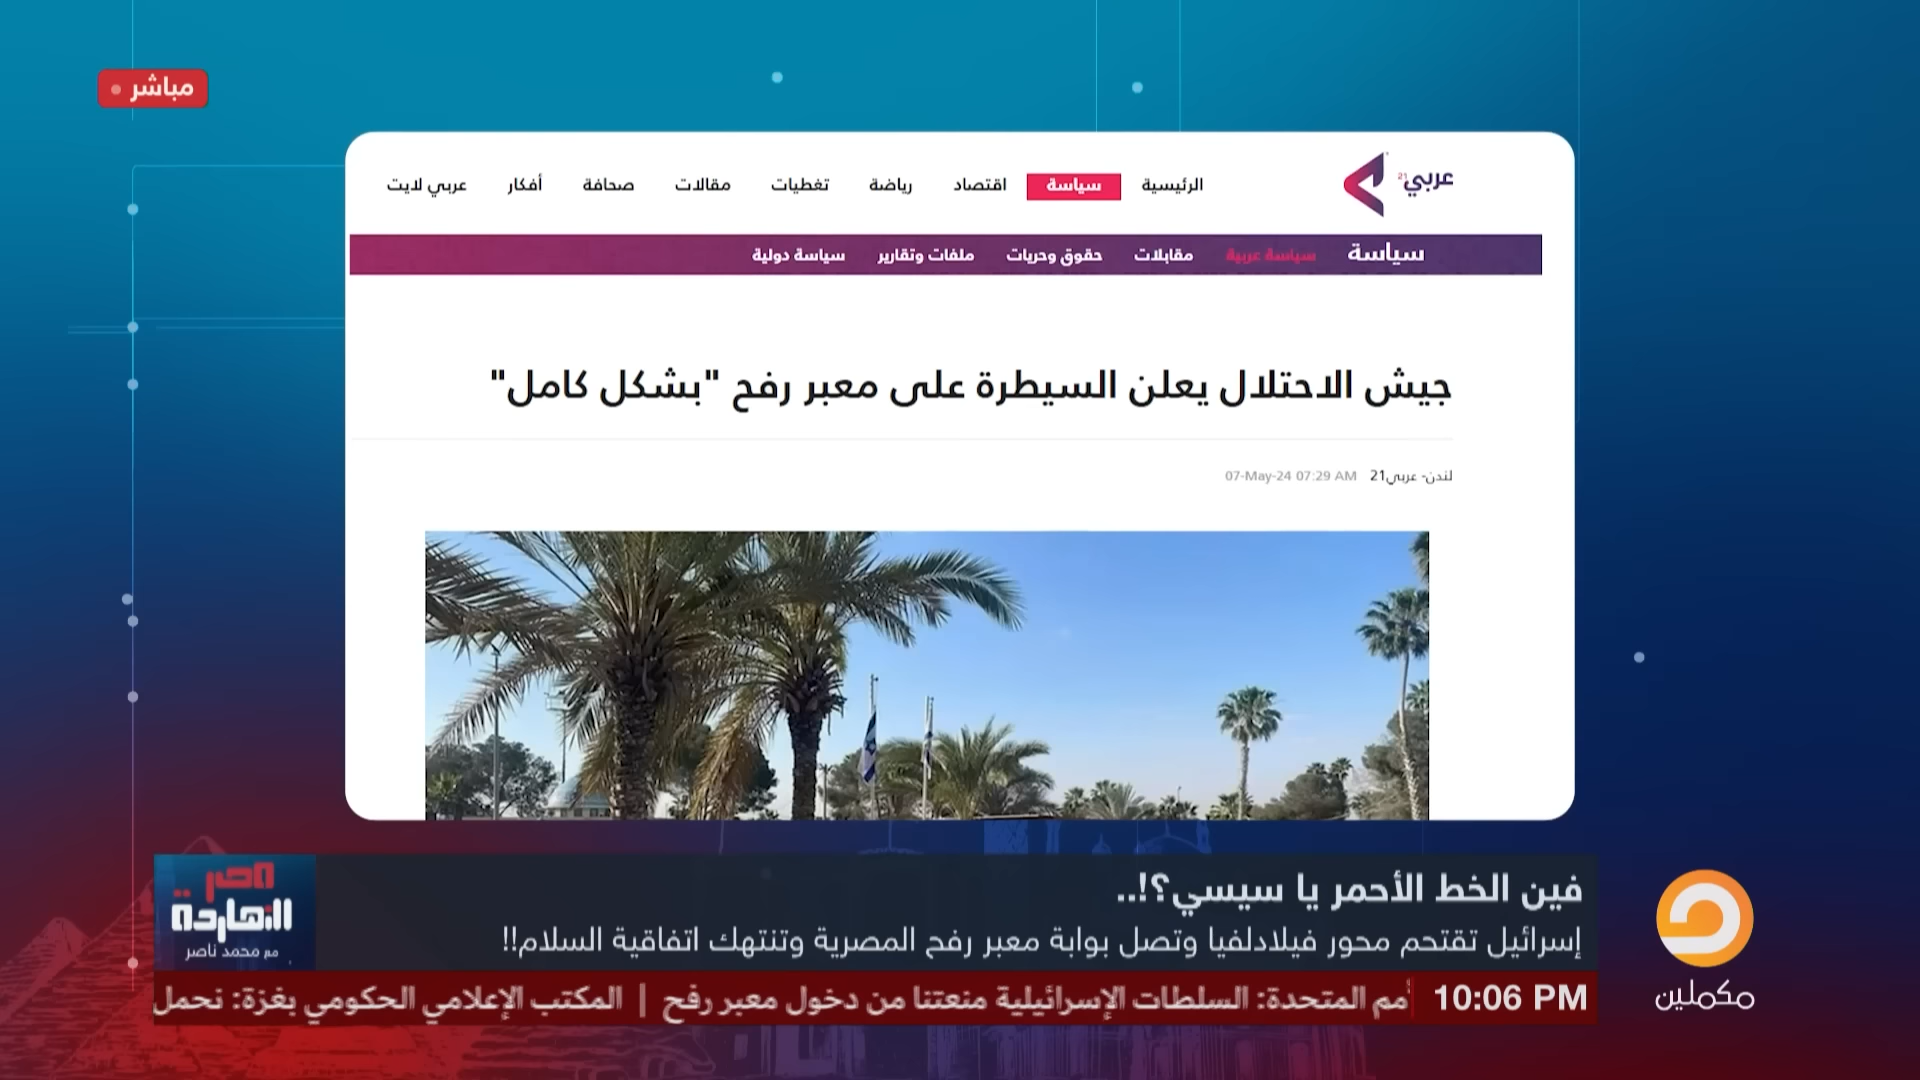 مباشر
عربي21
الرئيسية سياسة اقتصاد رياضة تغطيات مقالات صحافة أفكار عربي لايت
سياسة سياسة عربية مقابلات حقوق وحريات ملفات وتقارير سياسة دولية
جيش الاحتلال يعلن السيطرة على معبر رفح "بشكل كامل"
لندن- عربي21 07-May-24 07:29 AM
فين الخط الأحمر يا سيسي؟!..
إسرائيل تقتحم محور فيلادلفيا وتصل بوابة معبر رفح المصرية وتنتهك اتفاقية السلام!!
مصر
النهاردة
مع محمد ناصر
10:06 PM أمم المتحدة: السلطات الإسرائيلية منعتنا من دخول معبر رفح | المكتب الإعلامي الحكومي بغزة: نحمل
مكملين